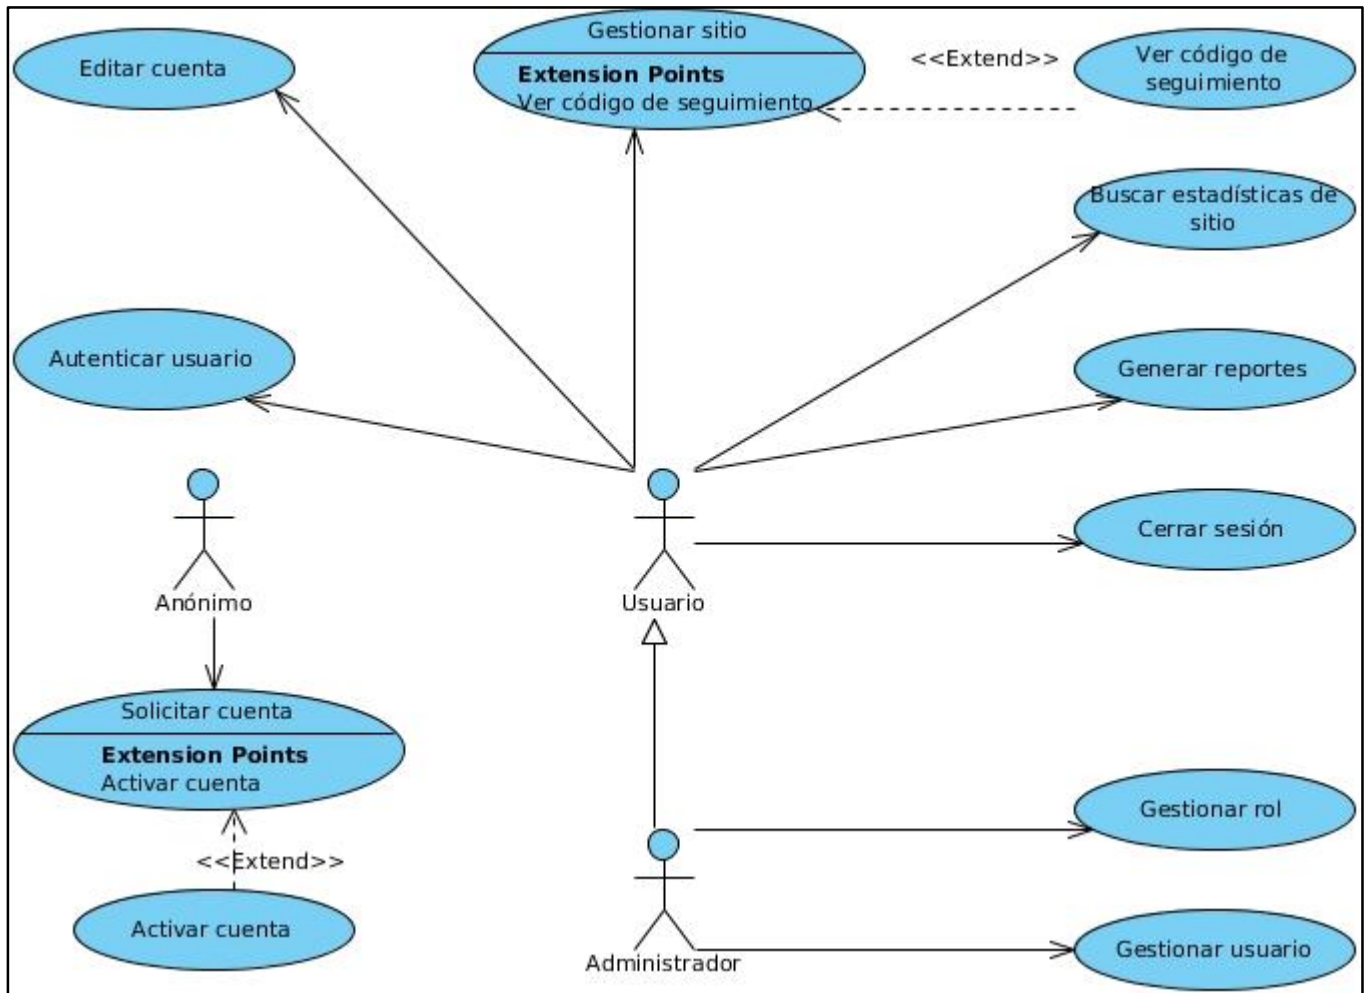 Editar cuenta
Gestionar sitio
Extension Points
Ver código de seguimiento
<<Extend>>
Ver código de
seguimiento
Buscar estadísticas de
sitio
Autenticar usuario
Generar reportes
Cerrar sesión
Anónimo
Usuario
Solicitar cuenta
Extension Points
Activar cuenta
<<Extend>>
Activar cuenta
Gestionar rol
Administrador
Gestionar usuario